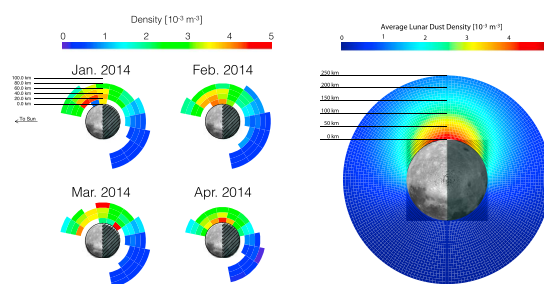 Density [10⁻³ m⁻³]
0 1 2 3 4 5
Jan. 2014
Feb. 2014
100.0 km
80.0 km
60.0 km
40.0 km
20.0 km
0.0 km
To Sun
Mar. 2014
Apr. 2014
Average Lunar Dust Density [10⁻³ m⁻³]
0 1 2 3 4
250 km
200 km
150 km
100 km
50 km
0 km